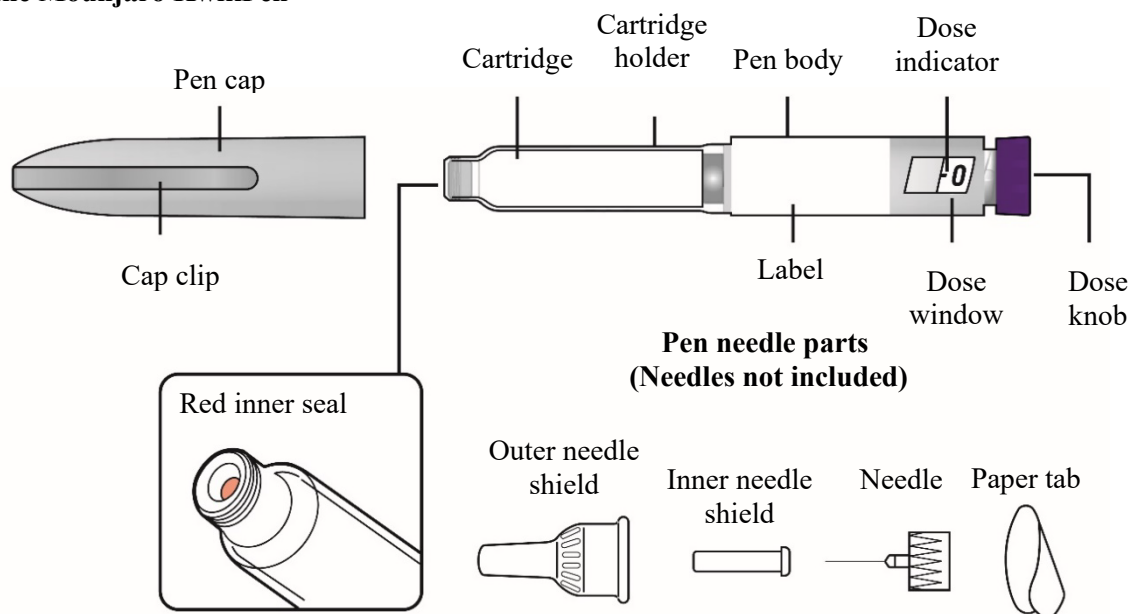 Cartridge
Pen cap
Cartridge
holder
Pen body
Dose
indicator
0
Cap clip
Label
Dose
window
Dose
knob
Pen needle parts
(Needles not included)
Red inner seal
Outer needle
shield
Inner needle
shield
Needle
Paper tab